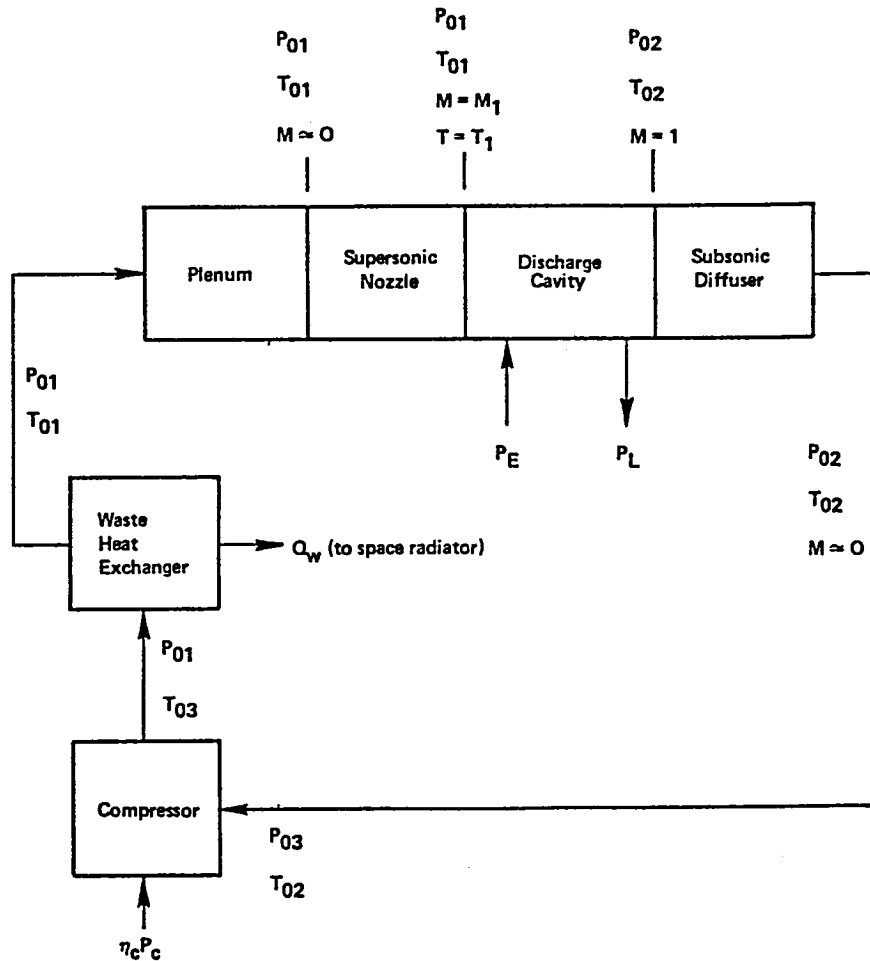 P01
T01
M ≃ O
P01
T01
M = M1
T = T1
P02
T02
M = 1
Plenum
Supersonic
Nozzle
Discharge
Cavity
Subsonic
Diffuser
P01
T01
PE
PL
P02
T02
M ≃ O
Waste
Heat
Exchanger
Qw (to space radiator)
P01
T03
Compressor
P03
T02
ηcPc